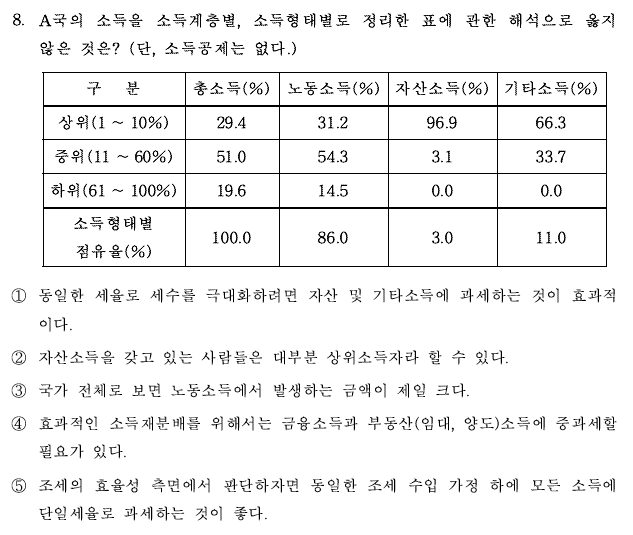 8. A국의 소득을 소득계층별, 소득형태별로 정리한 표에 관한 해석으로 옳지
않은 것은? (단, 소득공제는 없다.)
구 분 총소득(%) 노동소득(%) 자산소득(%) 기타소득(%)
상위(1 ~ 10%) 29.4 31.2 96.9 66.3
중위(11 ~ 60%) 51.0 54.3 3.1 33.7
하위(61 ~ 100%) 19.6 14.5 0.0 0.0
소득형태별
점유율(%) 100.0 86.0 3.0 11.0
① 동일한 세율로 세수를 극대화하려면 자산 및 기타소득에 과세하는 것이 효과적
이다.
② 자산소득을 갖고 있는 사람들은 대부분 상위소득자라 할 수 있다.
③ 국가 전체로 보면 노동소득에서 발생하는 금액이 제일 크다.
④ 효과적인 소득재분배를 위해서는 금융소득과 부동산(임대, 양도)소득에 중과세할
필요가 있다.
⑤ 조세의 효율성 측면에서 판단하자면 동일한 조세 수입 가정 하에 모든 소득에
단일세율로 과세하는 것이 좋다.